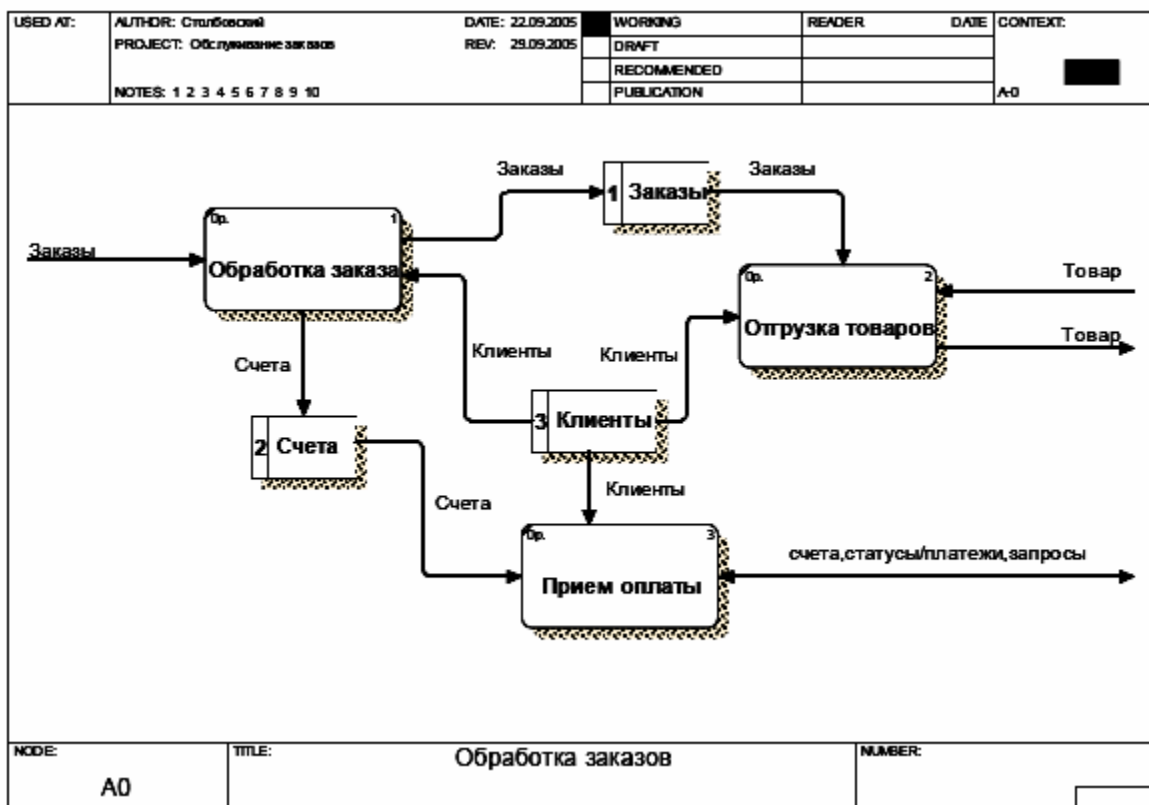 USED AT:
AUTHOR: Столбовский
DATE: 22.09.2005
WORKING
READER
DATE
CONTEXT:
PROJECT: Обслуживание заказов
REV: 29.09.2005
DRAFT
RECOMMENDED
NOTES: 1 2 3 4 5 6 7 8 9 10
PUBLICATION
A-0
Заказы
Заказы
1 Заказы
0р.
1
Заказы
Обработка заказа
0р.
2
Товар
Отгрузка товаров
Товар
Счета
Клиенты
Клиенты
2 Счета
3 Клиенты
Клиенты
Счета
0р.
3
счета,статусы/платежи,запросы
Прием оплаты
NODE:
TITLE:
Обработка заказов
NUMBER:
A0